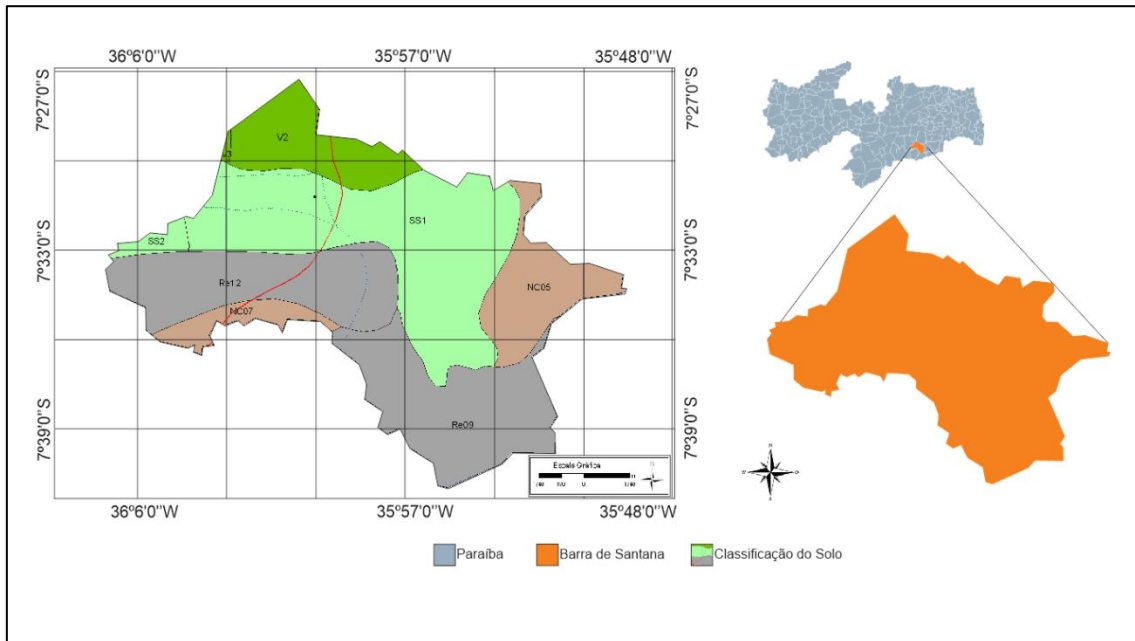 36º6'0"W 35º57'0"W 35º48'0"W
7º27'0"S 7º27'0"S
V2
SS1
SS2
7º33'0"S 7º33'0"S
NC05
Re12
NC07
7º39'0"S 7º39'0"S
Re09
Escala Gráfica
36º6'0"W 35º57'0"W 35º48'0"W
Paraíba Barra de Santana Classificação do Solo